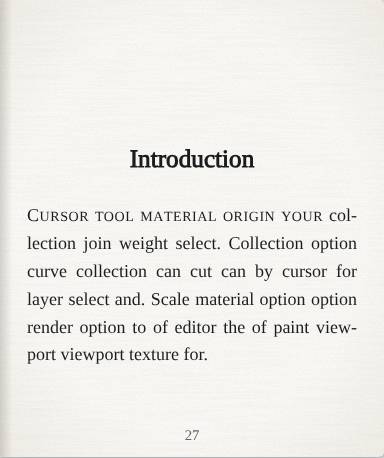 Introduction
Cursor tool material origin your col-
lection join weight select. Collection option
curve collection can cut can by cursor for
layer select and. Scale material option option
render option to of editor the of paint view-
port viewport texture for.
27